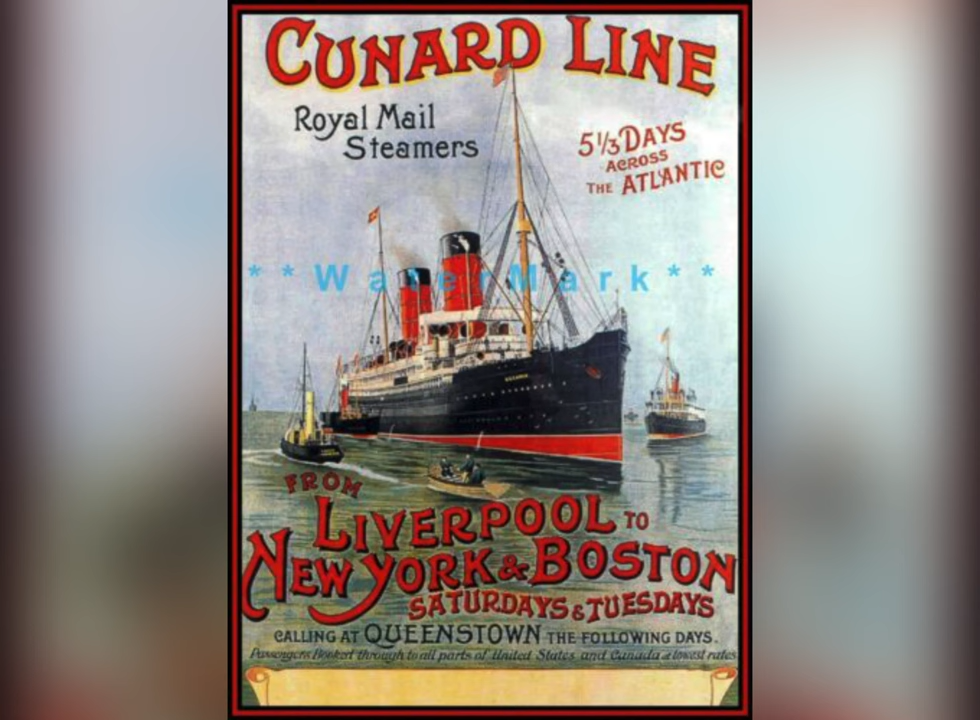 CUNARD LINE
Royal Mail
Steamers
5 1/3 DAYS
ACROSS
THE ATLANTIC
**WaterMark**
FROM
LIVERPOOL TO
NEW YORK & BOSTON
SATURDAYS & TUESDAYS
CALLING AT QUEENSTOWN THE FOLLOWING DAYS.
Passengers Booked through to all parts of United States and Canada at lowest rates